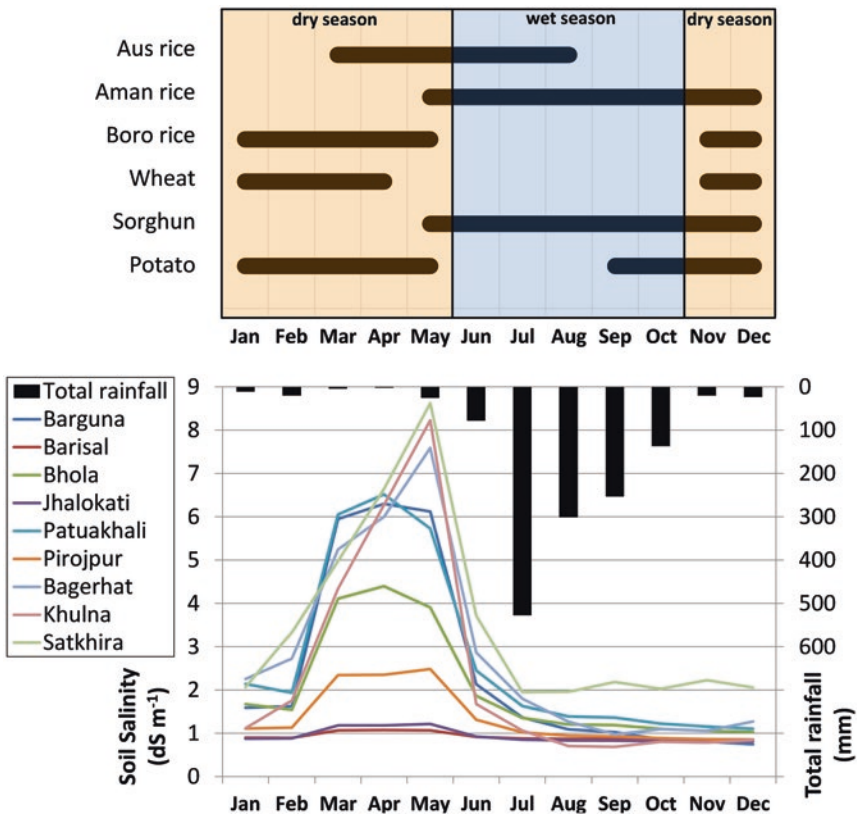 dry season wet season dry season
Aus rice
Aman rice
Boro rice
Wheat
Sorghun
Potato
Jan Feb Mar Apr May Jun Jul Aug Sep Oct Nov Dec
Total rainfall
Barguna
Barisal
Bhola
Jhalokati
Patuakhali
Pirojpur
Bagerhat
Khulna
Satkhira
Soil Salinity
(dS m-1)
9
8
7
6
5
4
3
2
1
0
0
100
200
300
400
500
600
Total rainfall
(mm)
Jan Feb Mar Apr May Jun Jul Aug Sep Oct Nov Dec